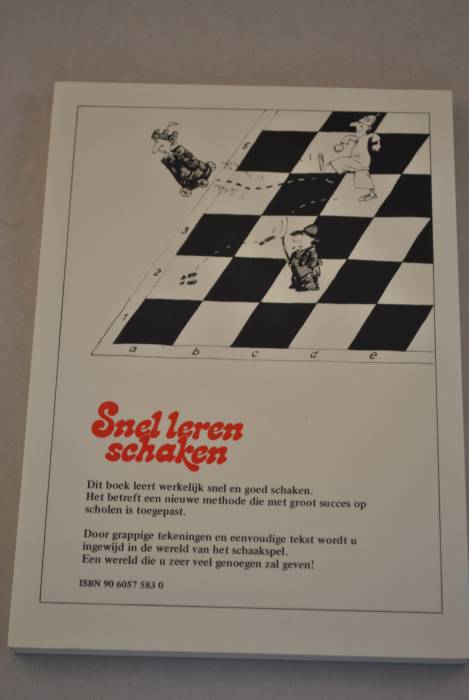 5
3
2
1
a b c d e
Snel leren
schaken
Dit boek leert werkelijk snel en goed schaken.
Het betreft een nieuwe methode die met groot succes op
scholen is toegepast.
Door grappige tekeningen en eenvoudige tekst wordt u
ingewijd in de wereld van het schaakspel.
Een wereld die u zeer veel genoegen zal geven!
ISBN 90 6057 583 0